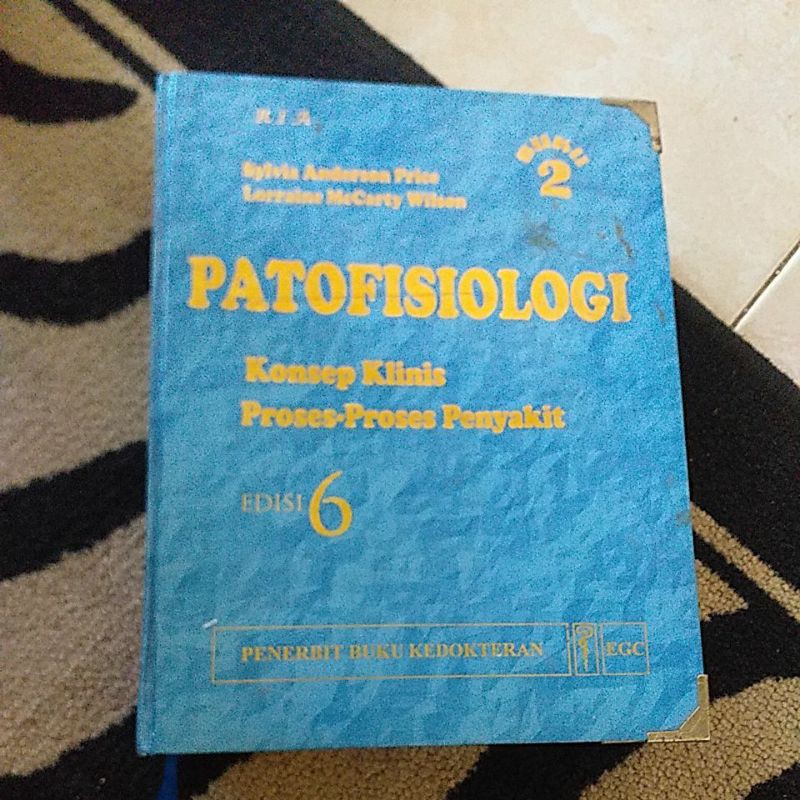 R I A
BUKU
2
Sylvia Anderson Price
Lorraine McCarty Wilson
PATOFISIOLOGI
Konsep Klinis
Proses-Proses Penyakit
EDISI 6
PENERBIT BUKU KEDOKTERAN EGC